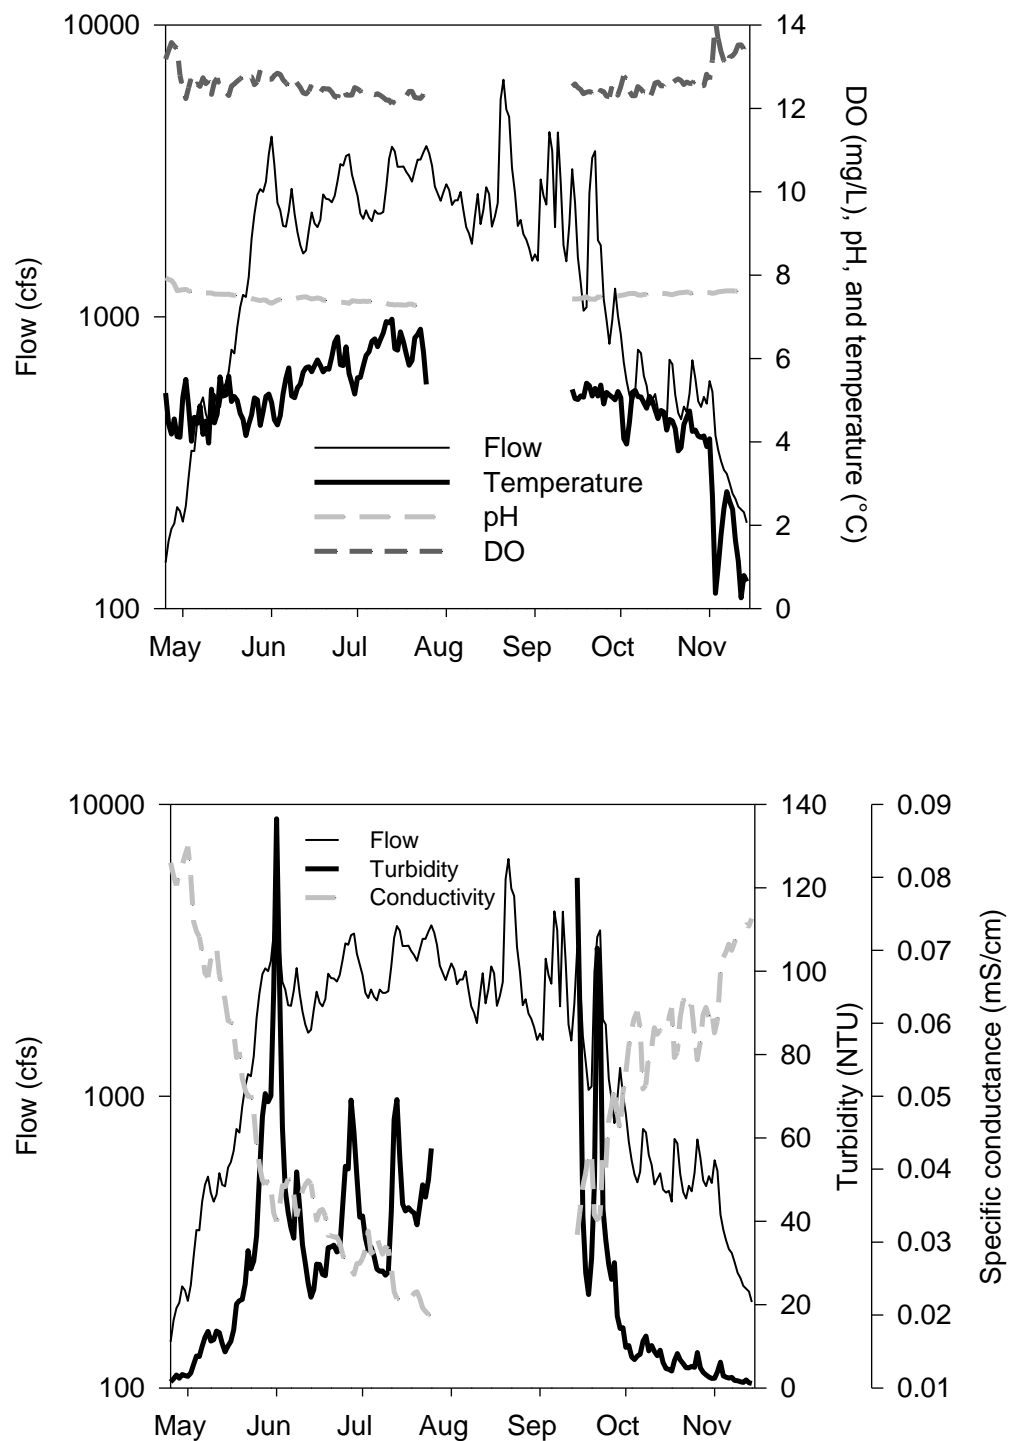 10000
1000
100
Flow (cfs)
14
12
10
8
6
4
2
0
DO (mg/L), pH, and temperature (°C)
Flow
Temperature
pH
DO
May Jun Jul Aug Sep Oct Nov
10000
1000
100
Flow (cfs)
Flow
Turbidity
Conductivity
140
120
100
80
60
40
20
0
Turbidity (NTU)
0.09
0.08
0.07
0.06
0.05
0.04
0.03
0.02
0.01
Specific conductance (mS/cm)
May Jun Jul Aug Sep Oct Nov